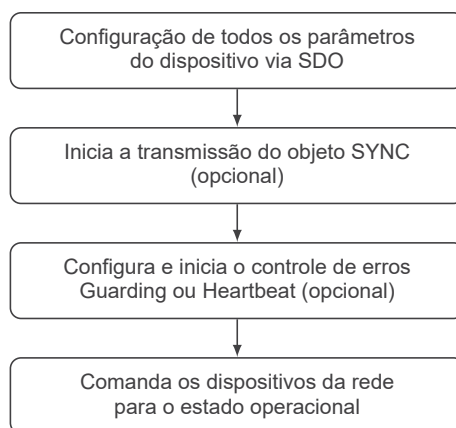 Configuração de todos os parâmetros
do dispositivo via SDO
Inicia a transmissão do objeto SYNC
(opcional)
Configura e inicia o controle de erros
Guarding ou Heartbeat (opcional)
Comanda os dispositivos da rede
para o estado operacional